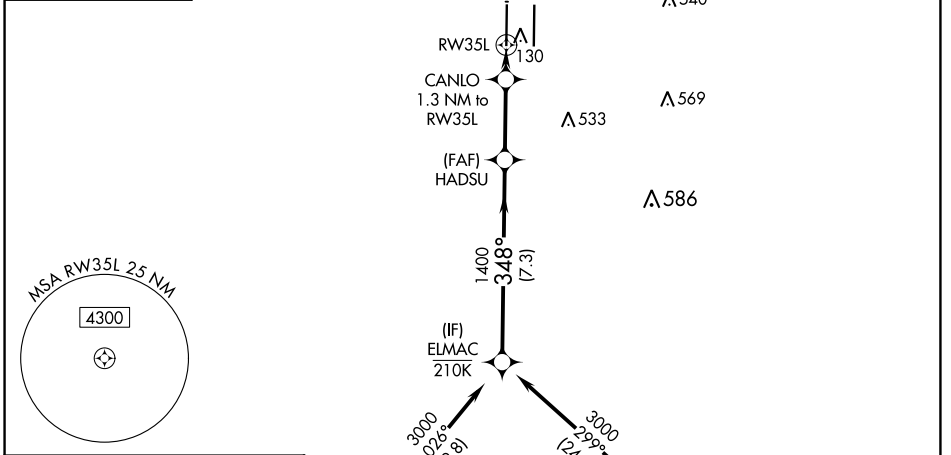 RW35L
130
CANLO
1.3 NM to
RW35L
569
533
(FAF)
HADSU
586
1400
348°
(7.3)
MSA RW35L 25 NM
4300
(IF)
ELMAC
210K
3000
026°
3000
299°